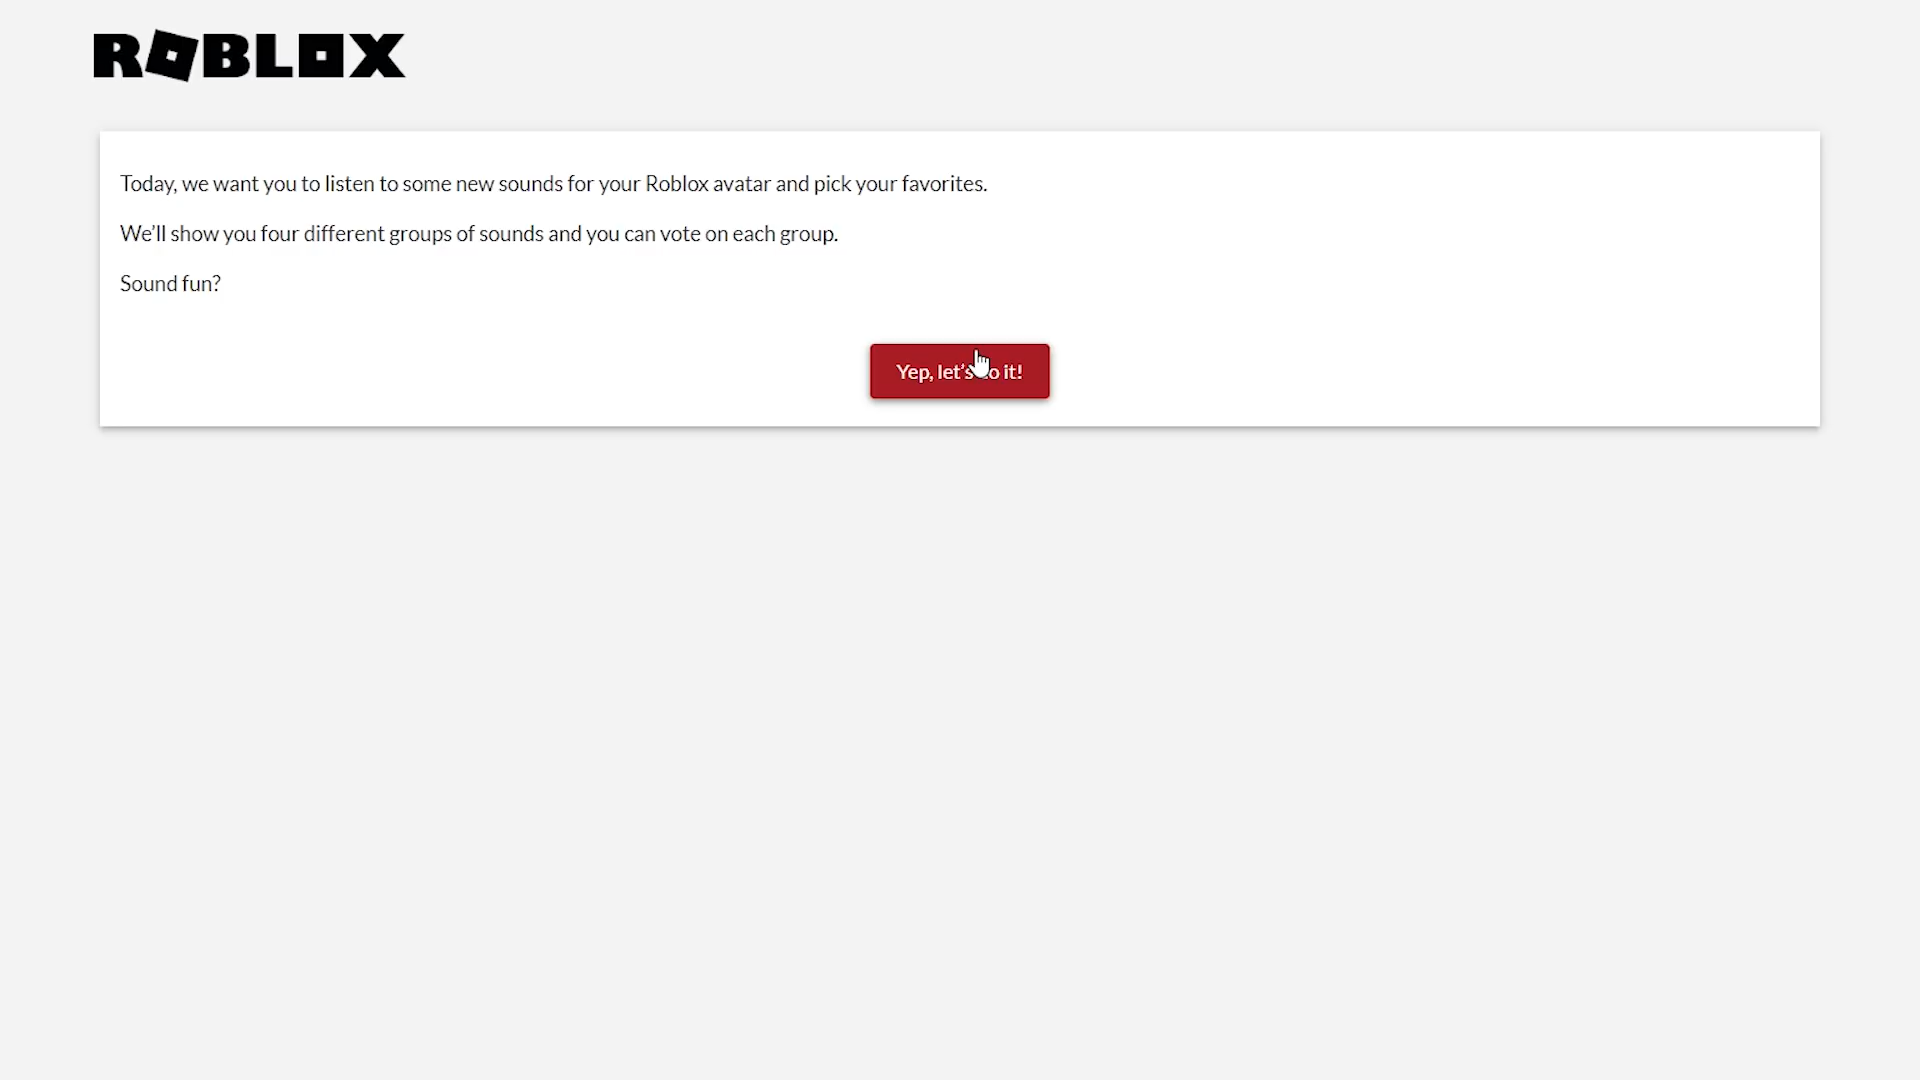 ROBLOX
Today, we want you to listen to some new sounds for your Roblox avatar and pick your favorites.
We'll show you four different groups of sounds and you can vote on each group.
Sound fun?
Yep, let's do it!